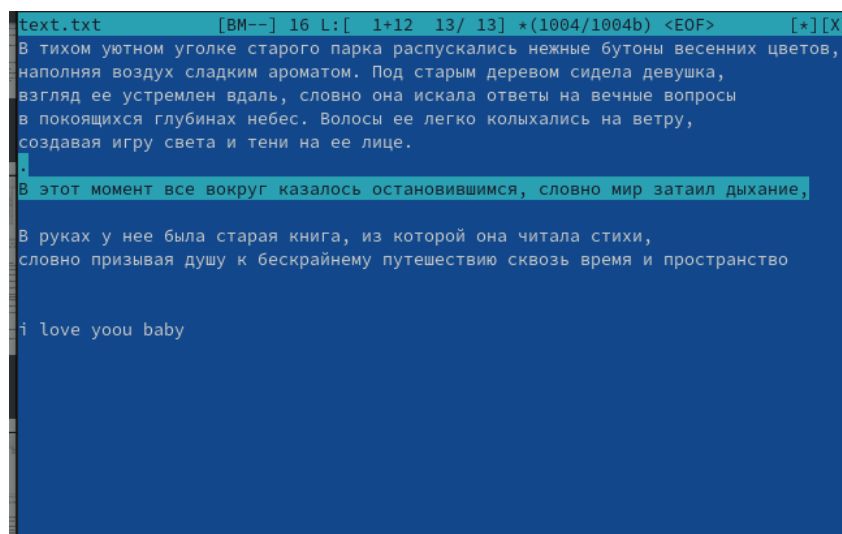 text.txt [BM--] 16 L:[ 1+12 13/ 13] *(1004/1004b) <EOF> [*][X
В тихом уютном уголке старого парка распускались нежные бутоны весенних цветов,
наполняя воздух сладким ароматом. Под старым деревом сидела девушка,
взгляд ее устремлен вдаль, словно она искала ответы на вечные вопросы
в покоящихся глубинах небес. Волосы ее легко колыхались на ветру,
создавая игру света и тени на ее лице.
.
В этот момент все вокруг казалось остановившимся, словно мир затаил дыхание,
В руках у нее была старая книга, из которой она читала стихи,
словно призывая душу к бескрайнему путешествию сквозь время и пространство
i love yoou baby